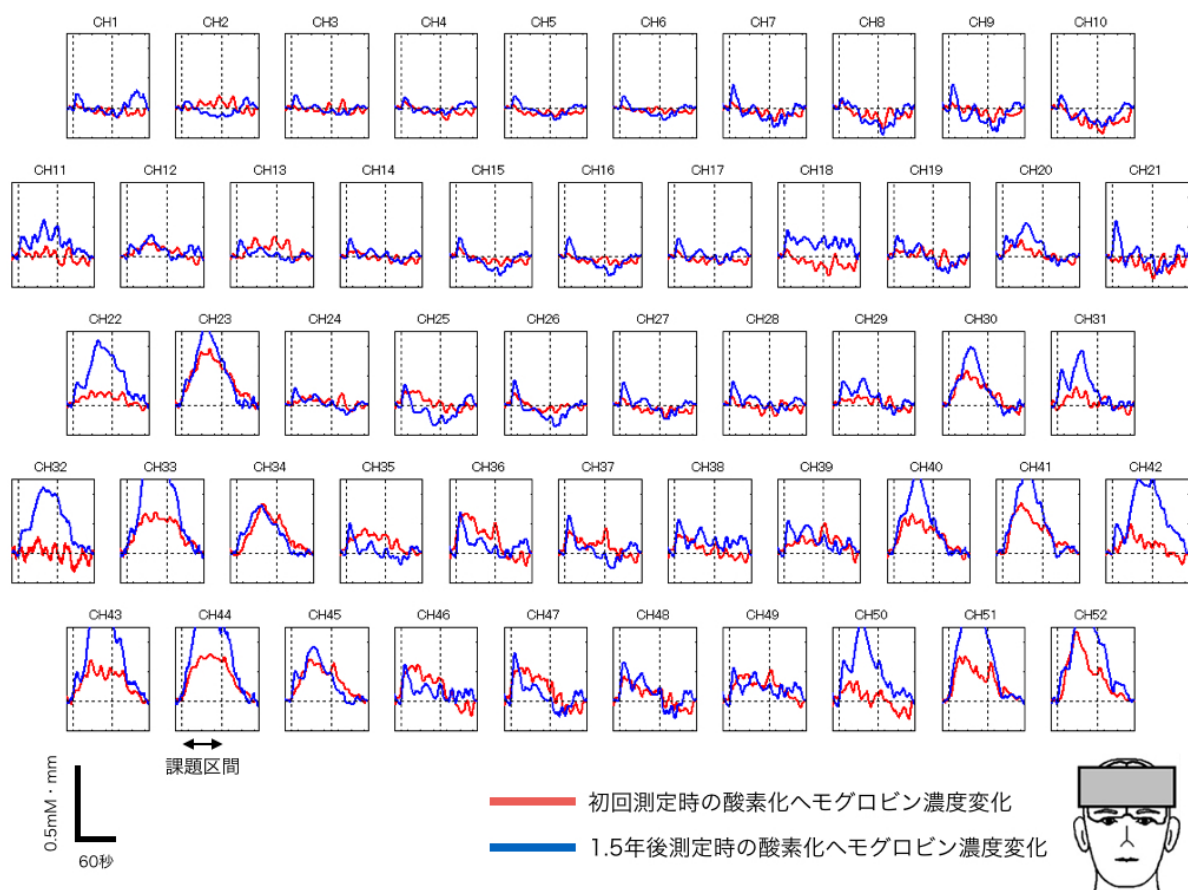 CH1 CH2 CH3 CH4 CH5 CH6 CH7 CH8 CH9 CH10
CH11 CH12 CH13 CH14 CH15 CH16 CH17 CH18 CH19 CH20 CH21
CH22 CH23 CH24 CH25 CH26 CH27 CH28 CH29 CH30 CH31
CH32 CH33 CH34 CH35 CH36 CH37 CH38 CH39 CH40 CH41 CH42
CH43 CH44 CH45 CH46 CH47 CH48 CH49 CH50 CH51 CH52
課題区間
0.5mM・mm
60秒
初回測定時の酸素化ヘモグロビン濃度変化
1.5年後測定時の酸素化ヘモグロビン濃度変化